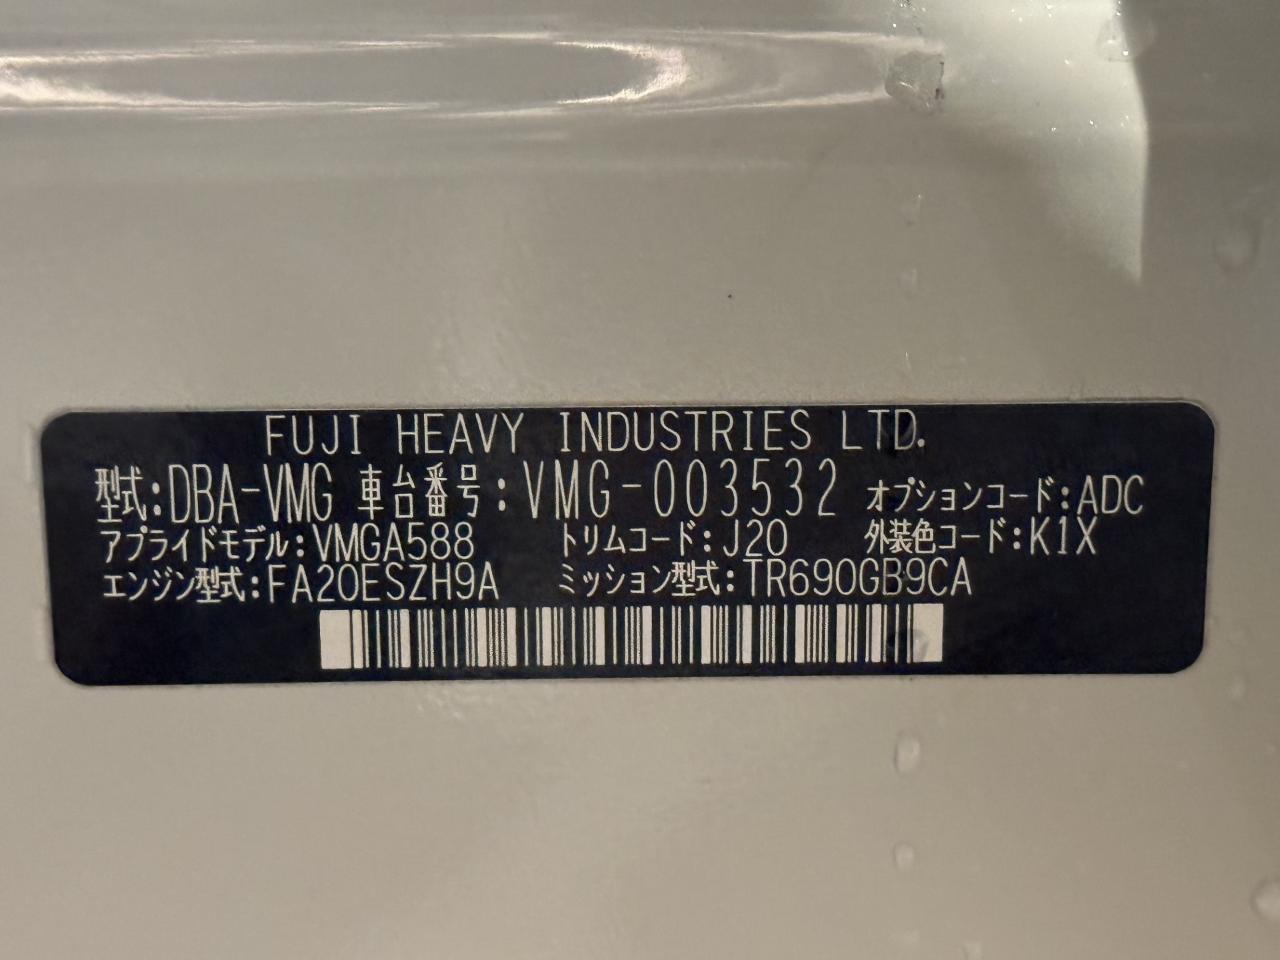 FUJI HEAVY INDUSTRIES LTD.
型式:DBA-VMG 車台番号:VMG-003532 オプションコード:ADC
アプライドモデル:VMGA588 トリムコード:J20 外装色コード:K1X
エンジン型式:FA20ESZH9A ミッション型式:TR690GB9CA